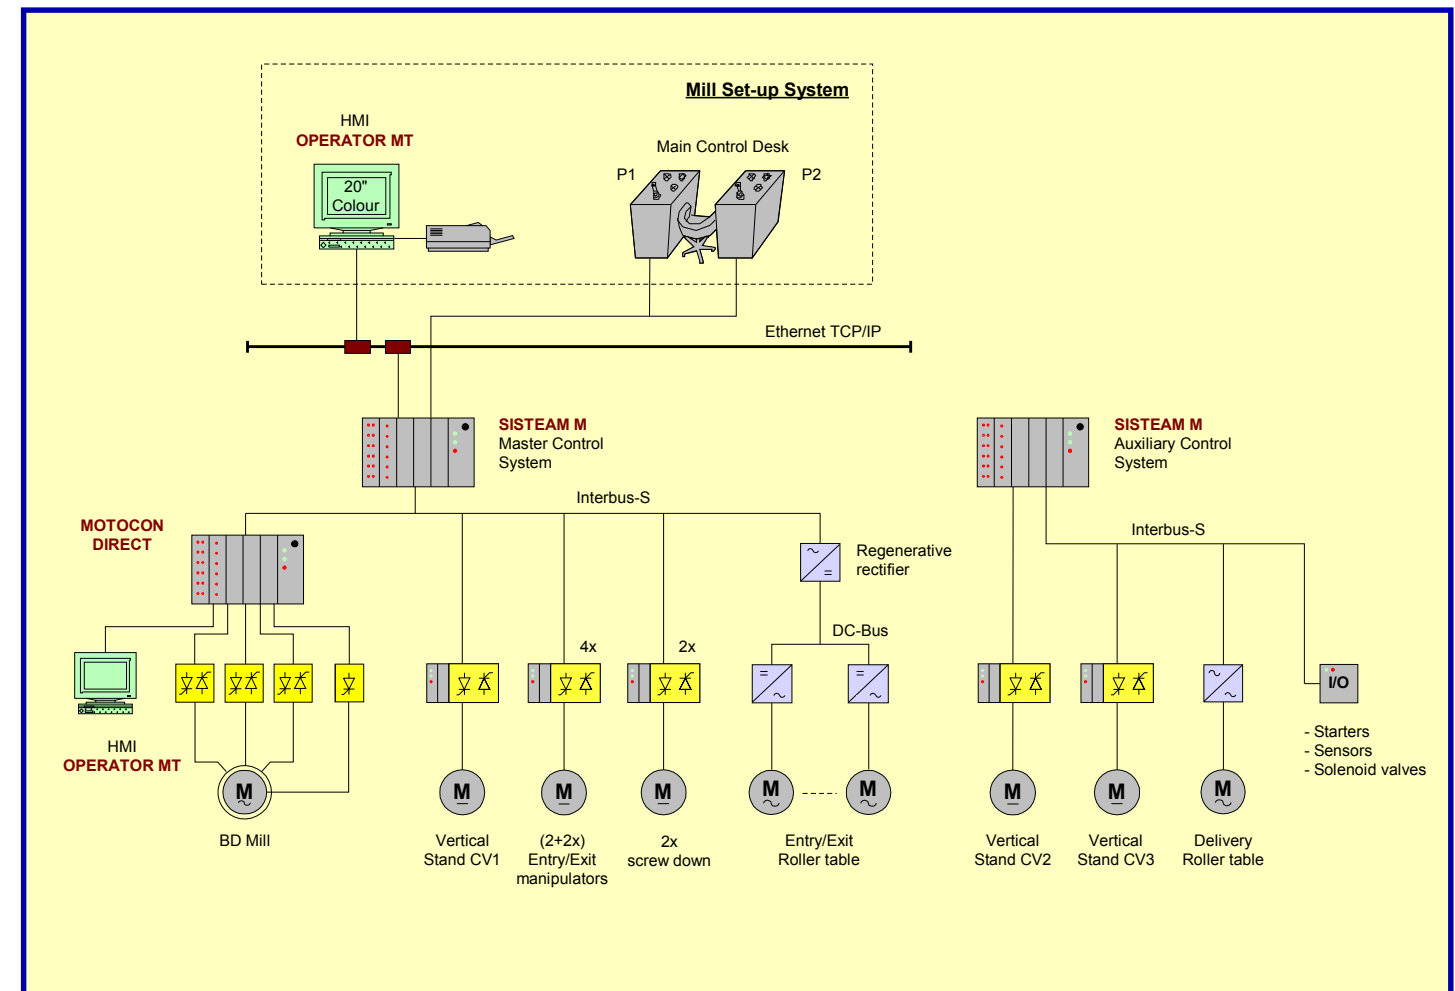 Mill Set-up System
HMI
OPERATOR MT
20"
Colour
Main Control Desk
P1
P2
Ethernet TCP/IP
SISTEAM M
Master Control
System
SISTEAM M
Auxiliary Control
System
Interbus-S
Interbus-S
MOTOCON
DIRECT
Regenerative
rectifier
DC-Bus
4x
2x
I/O
- Starters
- Sensors
- Solenoid valves
HMI
OPERATOR MT
M
M
M
M
M
M
M
M
M
BD Mill
Vertical
Stand CV1
(2+2x)
Entry/Exit
manipulators
2x
screw down
Entry/Exit
Roller table
Vertical
Stand CV2
Vertical
Stand CV3
Delivery
Roller table